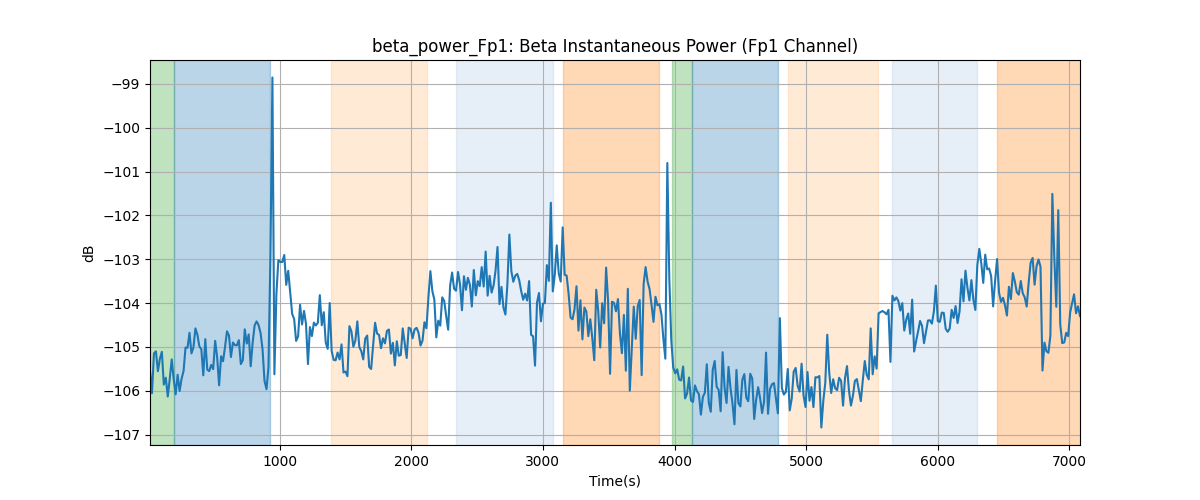 beta_power_Fp1: Beta Instantaneous Power (Fp1 Channel)
−99
−100
−101
−102
−103
−104
−105
−106
−107
dB
1000 2000 3000 4000 5000 6000 7000
Time(s)